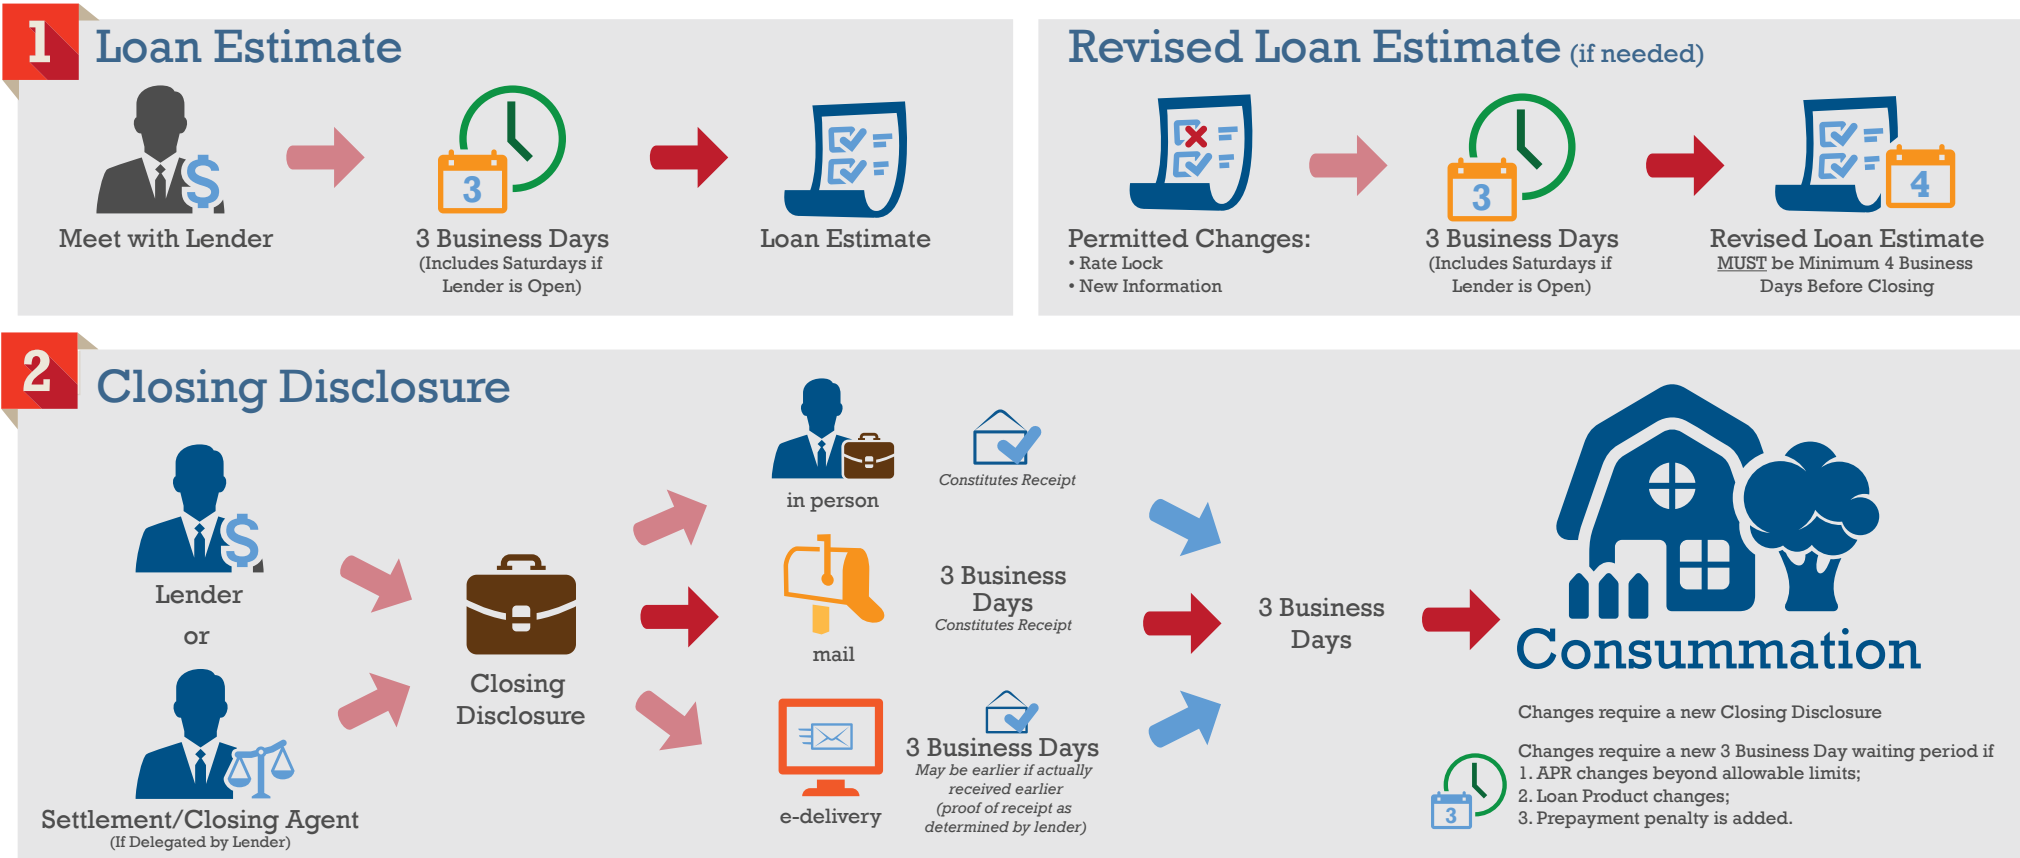 1
Loan Estimate
Meet with Lender
3
3 Business Days
(Includes Saturdays if
Lender is Open)
Loan Estimate
Revised Loan Estimate (if needed)
Permitted Changes:
• Rate Lock
• New Information
3
3 Business Days
(Includes Saturdays if
Lender is Open)
4
Revised Loan Estimate
MUST be Minimum 4 Business
Days Before Closing
2
Closing Disclosure
$
Lender
or
Settlement/Closing Agent
(If Delegated by Lender)
Closing
Disclosure
in person
Constitutes Receipt
mail
3 Business
Days
Constitutes Receipt
e-delivery
3 Business Days
May be earlier if actually
received earlier
(proof of receipt as
determined by lender)
3 Business
Days
Consummation
Changes require a new Closing Disclosure
3
Changes require a new 3 Business Day waiting period if
1. APR changes beyond allowable limits;
2. Loan Product changes;
3. Prepayment penalty is added.